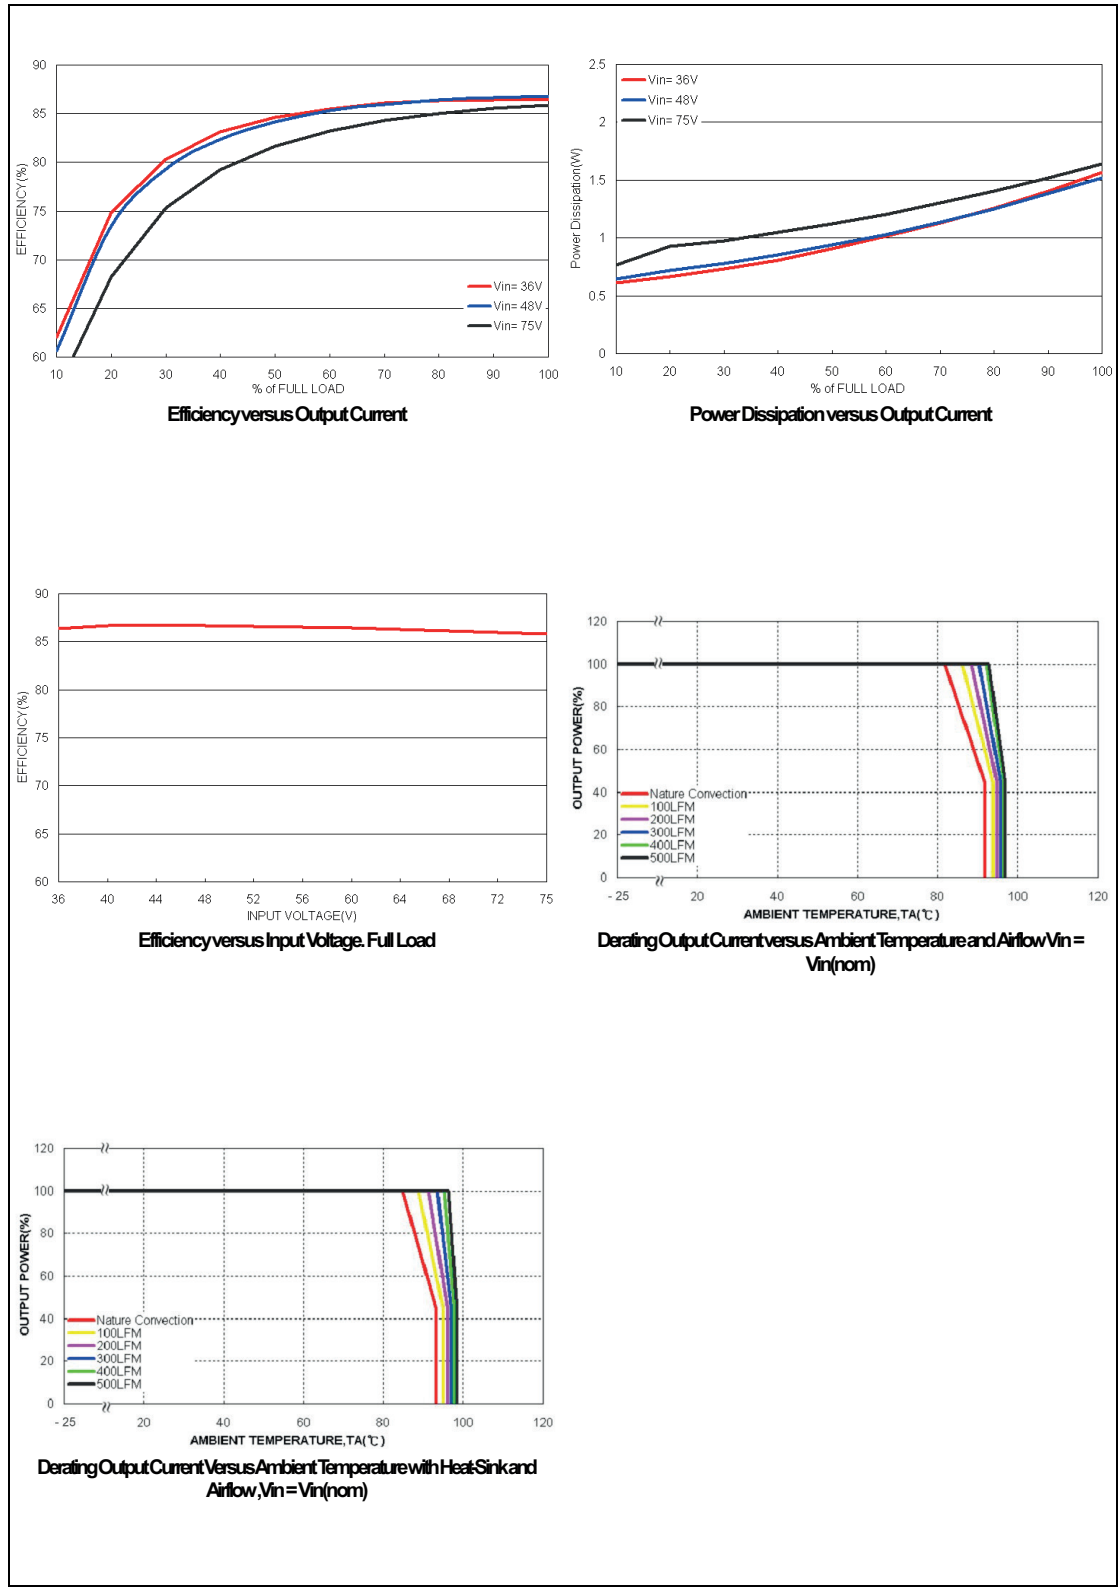 90
85
80
75
70
65
60
EFFICIENCY(%)
Vin= 36V
Vin= 48V
Vin= 75V
10 20 30 40 50 60 70 80 90 100
% of FULL LOAD
Efficiency versus Output Current
2.5
2
1.5
1
0.5
0
Power Dissipation(W)
Vin= 36V
Vin= 48V
Vin= 75V
10 20 30 40 50 60 70 80 90 100
% of FULL LOAD
Power Dissipation versus Output Current
90
85
80
75
70
65
60
EFFICIENCY(%)
36 40 44 48 52 56 60 64 68 72 75
INPUT VOLTAGE(V)
Efficiency versus Input Voltage. Full Load
120
100
80
60
40
20
0
OUTPUT POWER(%)
Nature Convection
100LFM
200LFM
300LFM
400LFM
500LFM
- 25 20 40 60 80 100 120
AMBIENT TEMPERATURE,TA(℃)
Derating Output Current versus Ambient Temperature and Airflow Vin =
Vin(nom)
120
100
80
60
40
20
0
OUTPUT POWER(%)
Nature Convection
100LFM
200LFM
300LFM
400LFM
500LFM
- 25 20 40 60 80 100 120
AMBIENT TEMPERATURE,TA(℃)
Derating Output Current Versus Ambient Temperature with Heat-Sink and
Airflow ,Vin = Vin(nom)